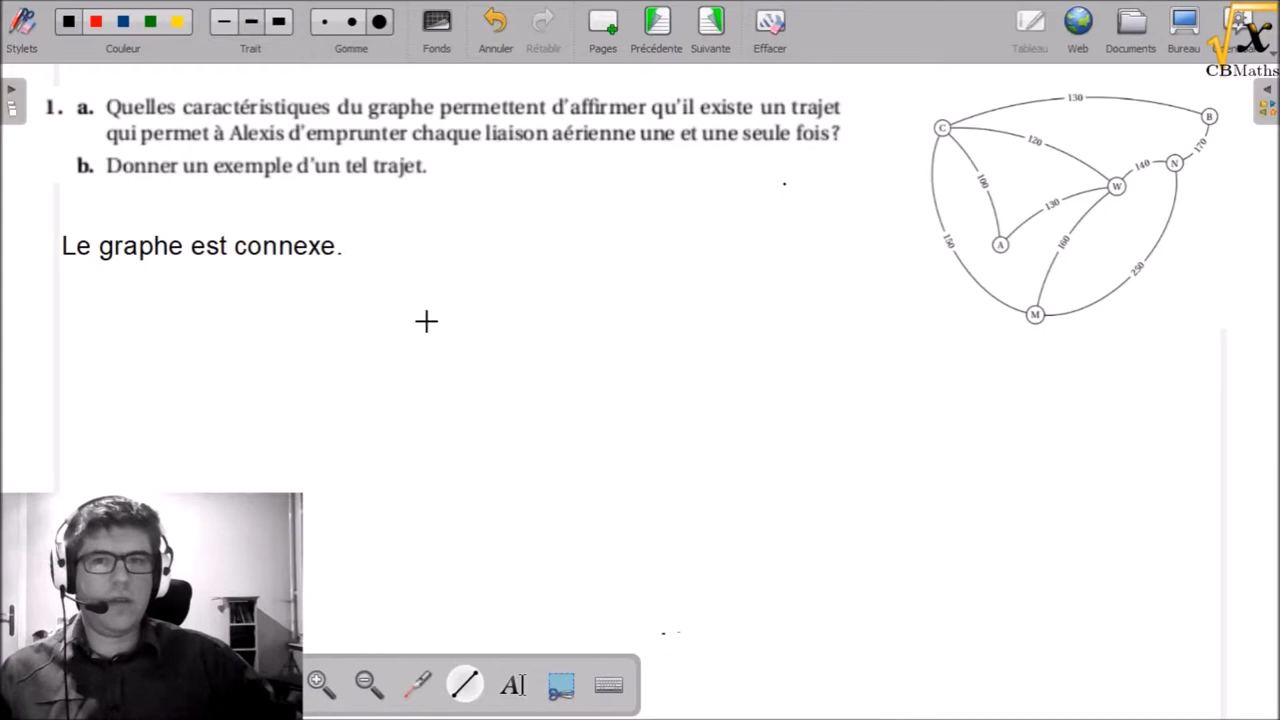 Stylets
Couleur
Trait
Gomme
Fonds
Annuler
Rétablir
Pages
Précédente
Suivante
Effacer
Tableau
Web
Documents
Bureau
x
CBMaths
1. a. Quelles caractéristiques du graphe permettent d'affirmer qu'il existe un trajet
qui permet à Alexis d'emprunter chaque liaison aérienne une et une seule fois?
b. Donner un exemple d'un tel trajet.
Le graphe est connexe.
130
B
C
120
170
140
N
100
W
130
A
150
160
250
M
AI